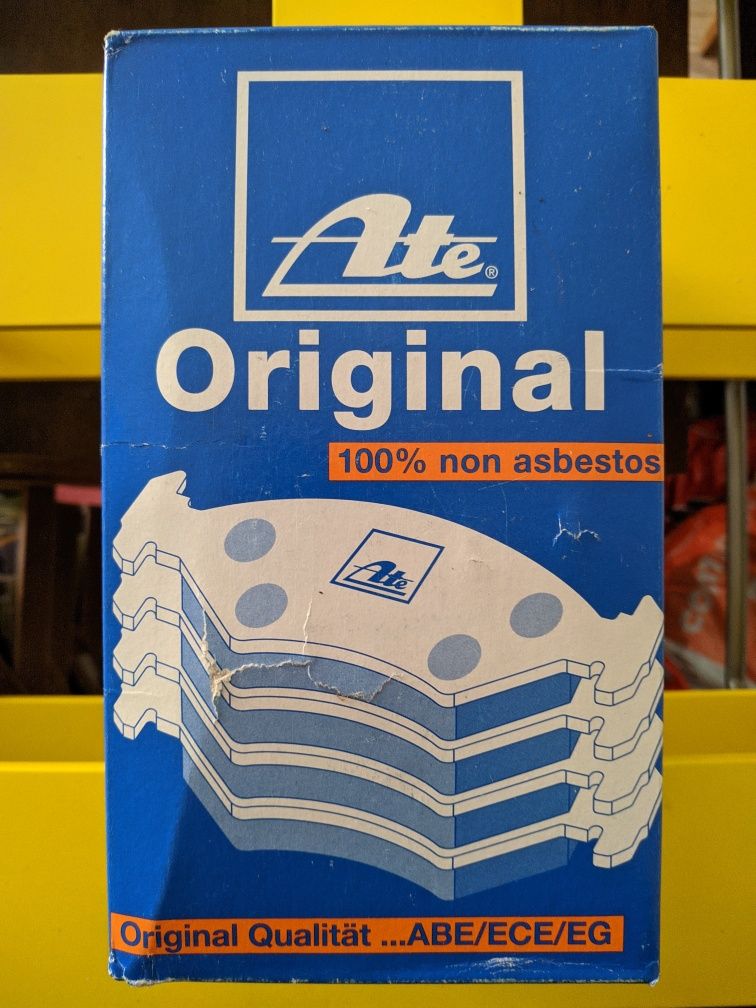 Ate®
Original
100% non asbestos
Ate
Original Qualität ...ABE/ECE/EG